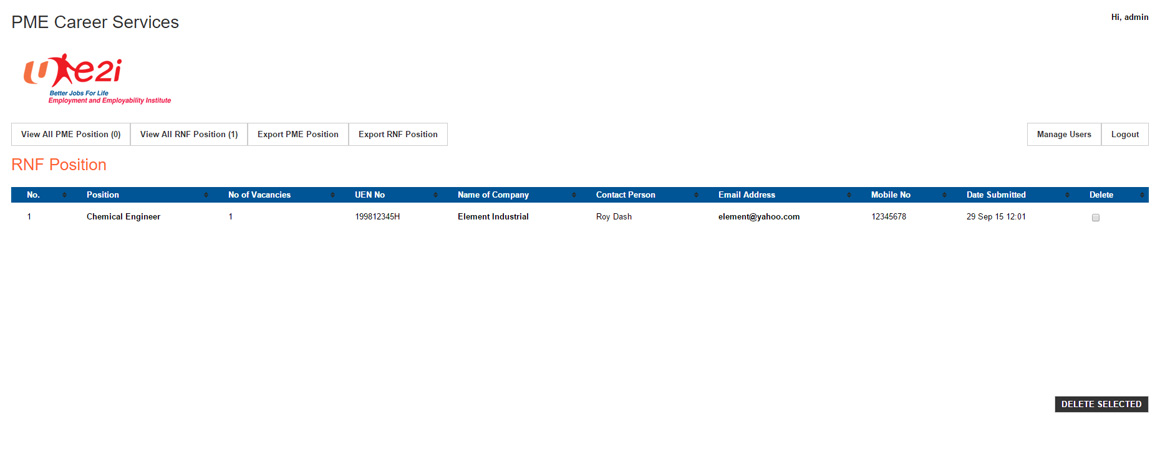 PME Career Services
Hi, admin
e2i
Better Jobs For Life
Employment and Employability Institute
View All PME Position (0) View All RNF Position (1) Export PME Position Export RNF Position Manage Users Logout
RNF Position
No. Position No of Vacancies UEN No Name of Company Contact Person Email Address Mobile No Date Submitted Delete
1 Chemical Engineer 1 199812345H Element Industrial Roy Dash element@yahoo.com 12345678 29 Sep 15 12:01
DELETE SELECTED